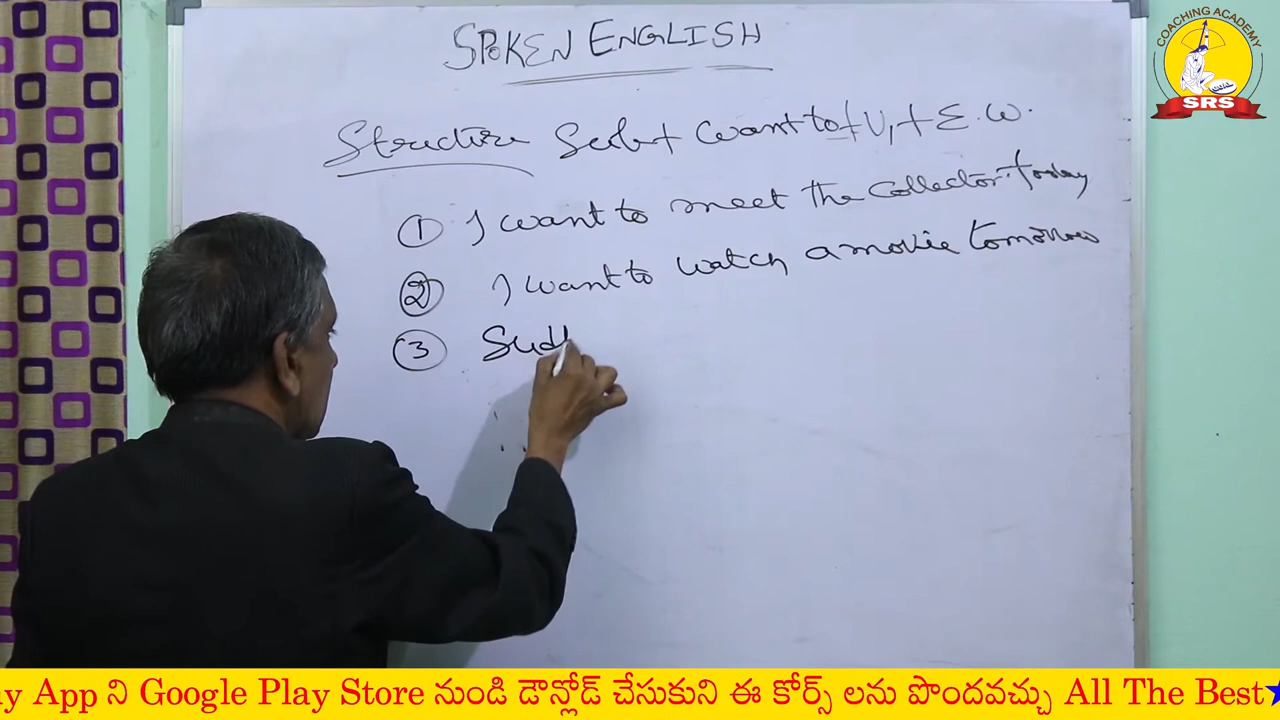 SPOKEN ENGLISH
COACHING ACADEMY
SRS
Structure Sub+ Want to+V1+E.W.
① I want to meet the collector today
② I want to watch a movie tomorrow
③ Sudh
y App ని Google Play Store నుండి డౌన్లోడ్ చేసుకుని ఈ కోర్స్ లను పొందవచ్చు All The Best